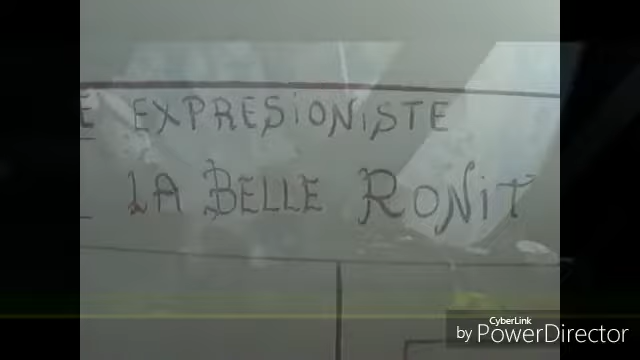 E EXPRESiONiSTE
LA BELLE RONiT
CyberLink
by PowerDirector